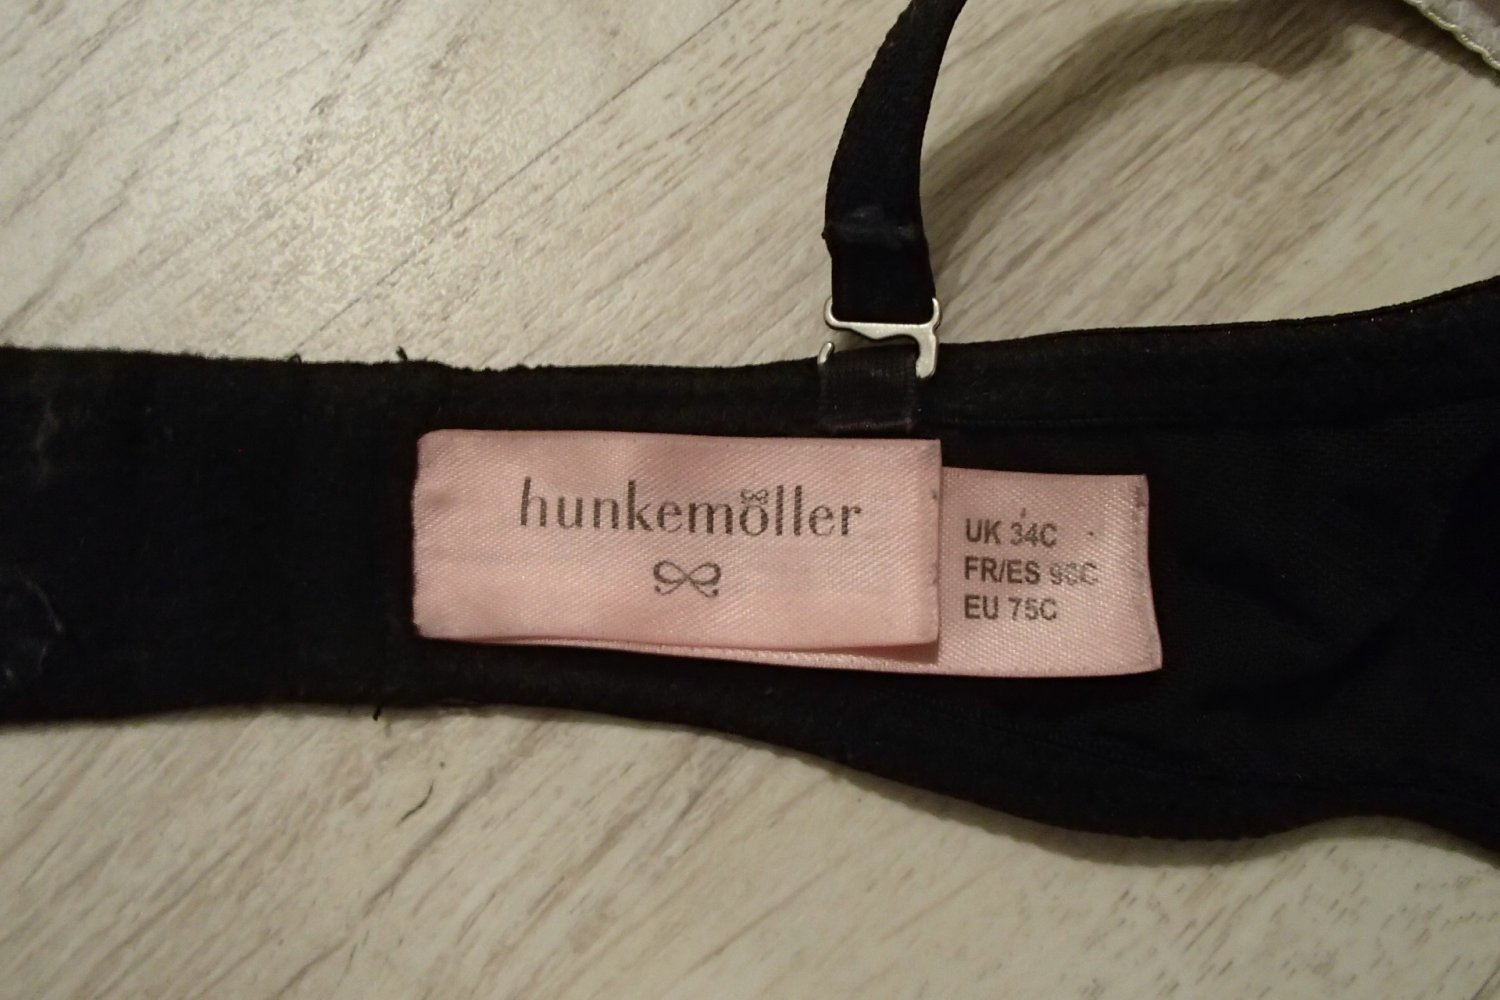 hunkemöller
UK 34C
FR/ES 90C
EU 75C